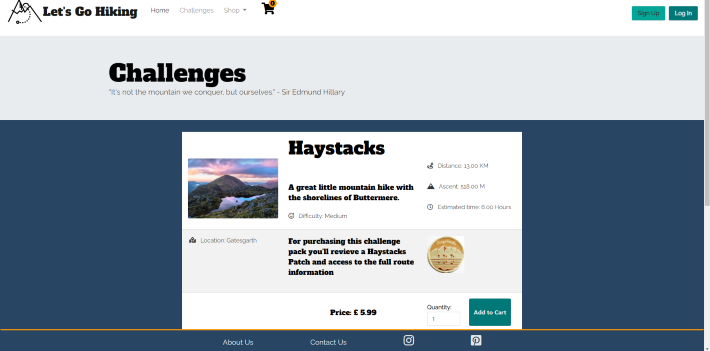 Let's Go Hiking
Home
Challenges
Shop
0
Sign Up
Log In
Challenges
"It's not the mountain we conquer, but ourselves." - Sir Edmund Hillary
Haystacks
A great little mountain hike with
the shorelines of Buttermere.
Difficulty: Medium
Distance: 13.00 KM
Ascent: 518.00 M
Estimated time: 6.00 Hours
Location: Gatesgarth
For purchasing this challenge
pack you'll revieve a Haystacks
Patch and access to the full route
information
Price: £ 5.99
Quantity:
1
Add to Cart
About Us
Contact Us